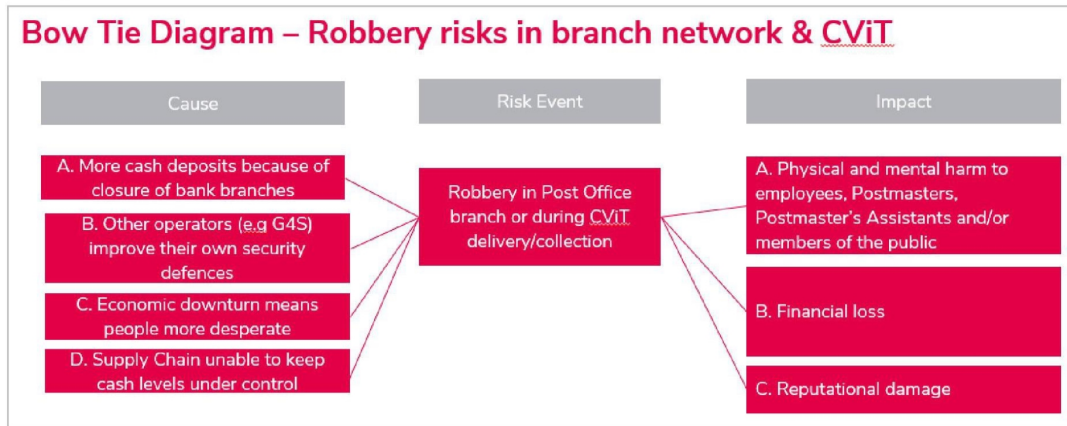 Bow Tie Diagram – Robbery risks in branch network & CViT
Cause
Risk Event
Impact
A. More cash deposits because of
closure of bank branches
B. Other operators (e.g G4S)
improve their own security
defences
C. Economic downturn means
people more desperate
D. Supply Chain unable to keep
cash levels under control
Robbery in Post Office
branch or during CViT
delivery/collection
A. Physical and mental harm to
employees, Postmasters,
Postmaster's Assistants and/or
members of the public
B. Financial loss
C. Reputational damage